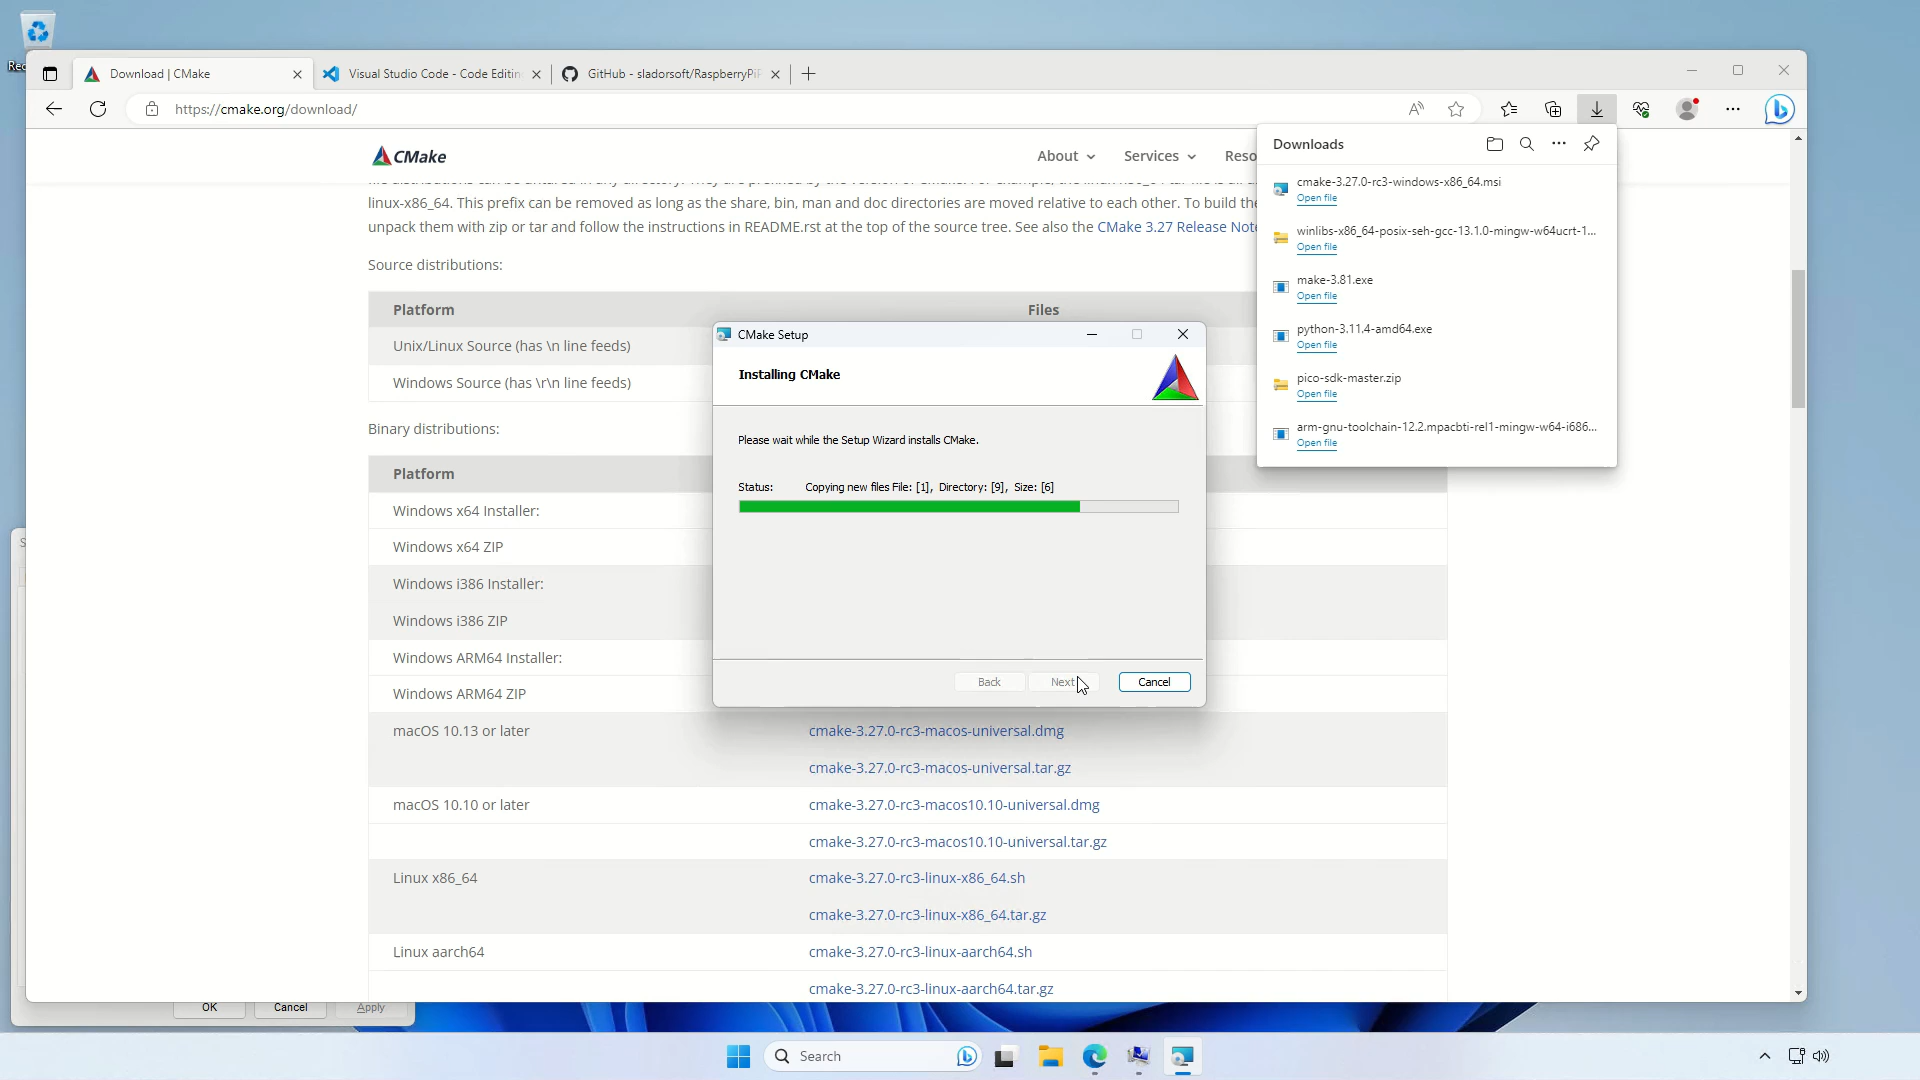 Rec
Download | CMake
Visual Studio Code - Code Editin
GitHub - sladorsoft/RaspberryPiP
https://cmake.org/download/
CMake
About
Services
Reso
linux-x86_64. This prefix can be removed as long as the share, bin, man and doc directories are moved relative to each other. To build the
unpack them with zip or tar and follow the instructions in README.rst at the top of the source tree. See also the CMake 3.27 Release Note
Source distributions:
Platform
Files
Unix/Linux Source (has \n line feeds)
Windows Source (has \r\n line feeds)
Binary distributions:
Platform
Windows x64 Installer:
Windows x64 ZIP
Windows i386 Installer:
Windows i386 ZIP
Windows ARM64 Installer:
Windows ARM64 ZIP
macOS 10.13 or later
cmake-3.27.0-rc3-macos-universal.dmg
cmake-3.27.0-rc3-macos-universal.tar.gz
macOS 10.10 or later
cmake-3.27.0-rc3-macos10.10-universal.dmg
cmake-3.27.0-rc3-macos10.10-universal.tar.gz
Linux x86_64
cmake-3.27.0-rc3-linux-x86_64.sh
cmake-3.27.0-rc3-linux-x86_64.tar.gz
Linux aarch64
cmake-3.27.0-rc3-linux-aarch64.sh
cmake-3.27.0-rc3-linux-aarch64.tar.gz
Downloads
cmake-3.27.0-rc3-windows-x86_64.msi
Open file
winlibs-x86_64-posix-seh-gcc-13.1.0-mingw-w64ucrt-1...
Open file
make-3.81.exe
Open file
python-3.11.4-amd64.exe
Open file
pico-sdk-master.zip
Open file
arm-gnu-toolchain-12.2.mpacbti-rel1-mingw-w64-i686...
Open file
CMake Setup
Installing CMake
Please wait while the Setup Wizard installs CMake.
Status: Copying new files File: [1], Directory: [9], Size: [6]
Back
Next
Cancel
OK
Cancel
Apply
Search